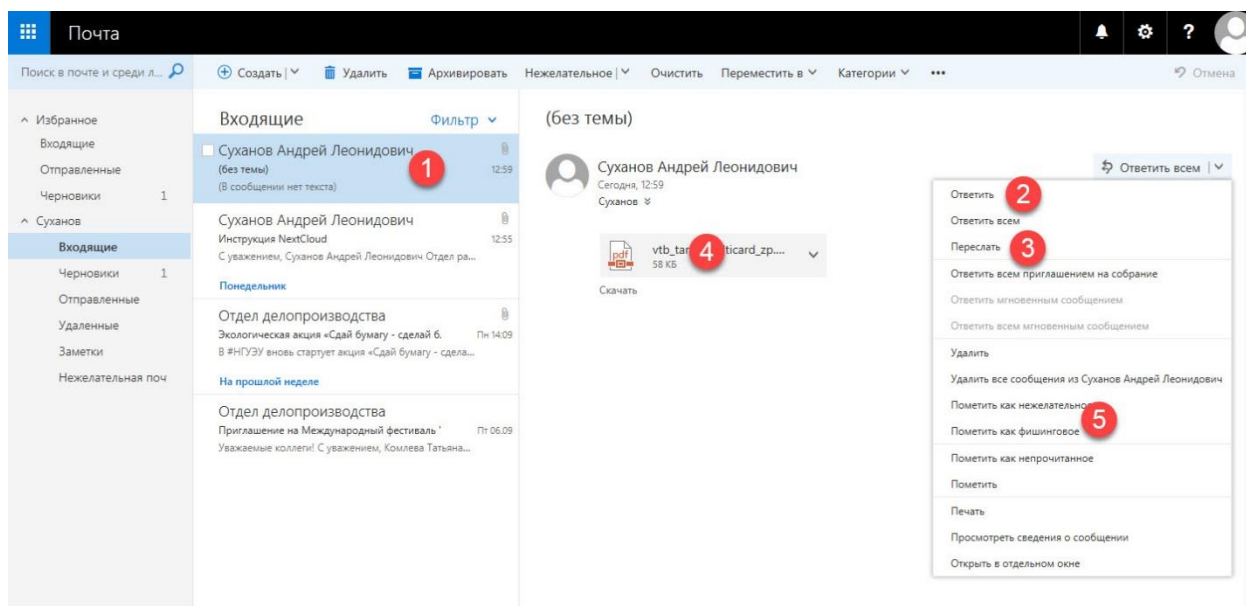 Почта
Поиск в почте и среди л...
Создать
Удалить
Архивировать
Нежелательное
Очистить
Переместить в
Категории
•••
Отмена
Избранное
Входящие
Отправленные
Черновики 1
Суханов
Входящие
Черновики 1
Отправленные
Удаленные
Заметки
Нежелательная поч
Входящие
Фильтр
Суханов Андрей Леонидович
(без темы) 12:59
(В сообщении нет текста)
1
Суханов Андрей Леонидович
Инструкция NextCloud 12:55
С уважением, Суханов Андрей Леонидович Отдел ра...
Понедельник
Отдел делопроизводства
Экологическая акция «Сдай бумагу - сделай б. Пн 14:09
В #НГУЭУ вновь стартует акция «Сдай бумагу - сдела...
На прошлой неделе
Отдел делопроизводства
Приглашение на Международный фестиваль ' Пт 06.09
Уважаемые коллеги! С уважением, Комлева Татьяна...
(без темы)
Суханов Андрей Леонидович
Сегодня, 12:59
Суханов
pdf
4
58 КБ
Скачать
Ответить всем
Ответить 2
Ответить всем
Переслать 3
Ответить всем приглашением на собрание
Ответить мгновенным сообщением
Ответить всем мгновенным сообщением
Удалить
Удалить все сообщения из Суханов Андрей Леонидович
Пометить как нежелательное
5
Пометить как фишинговое
Пометить как непрочитанное
Пометить
Печать
Просмотреть сведения о сообщении
Открыть в отдельном окне